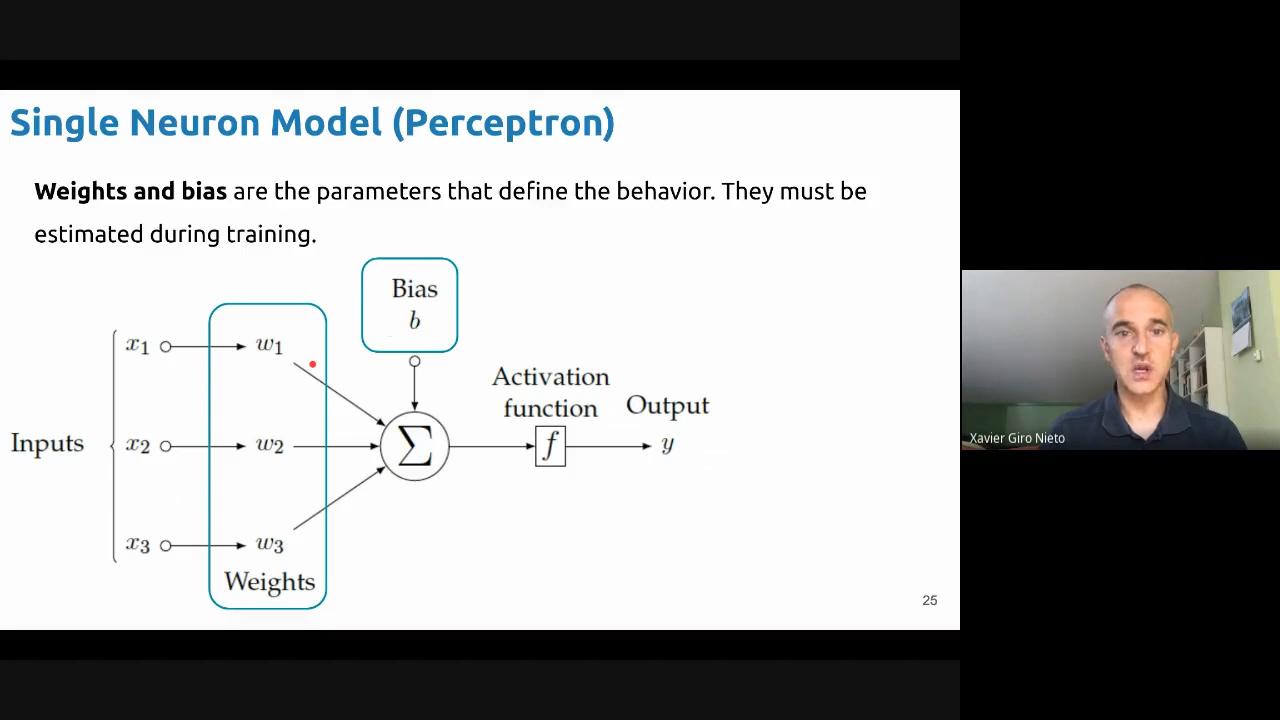 Single Neuron Model (Perceptron)
Weights and bias are the parameters that define the behavior. They must be
estimated during training.
Bias
b
x1
w1
Activation
function
Output
Inputs
x2
w2
∑
f
y
x3
w3
Weights
25
Xavier Giro Nieto